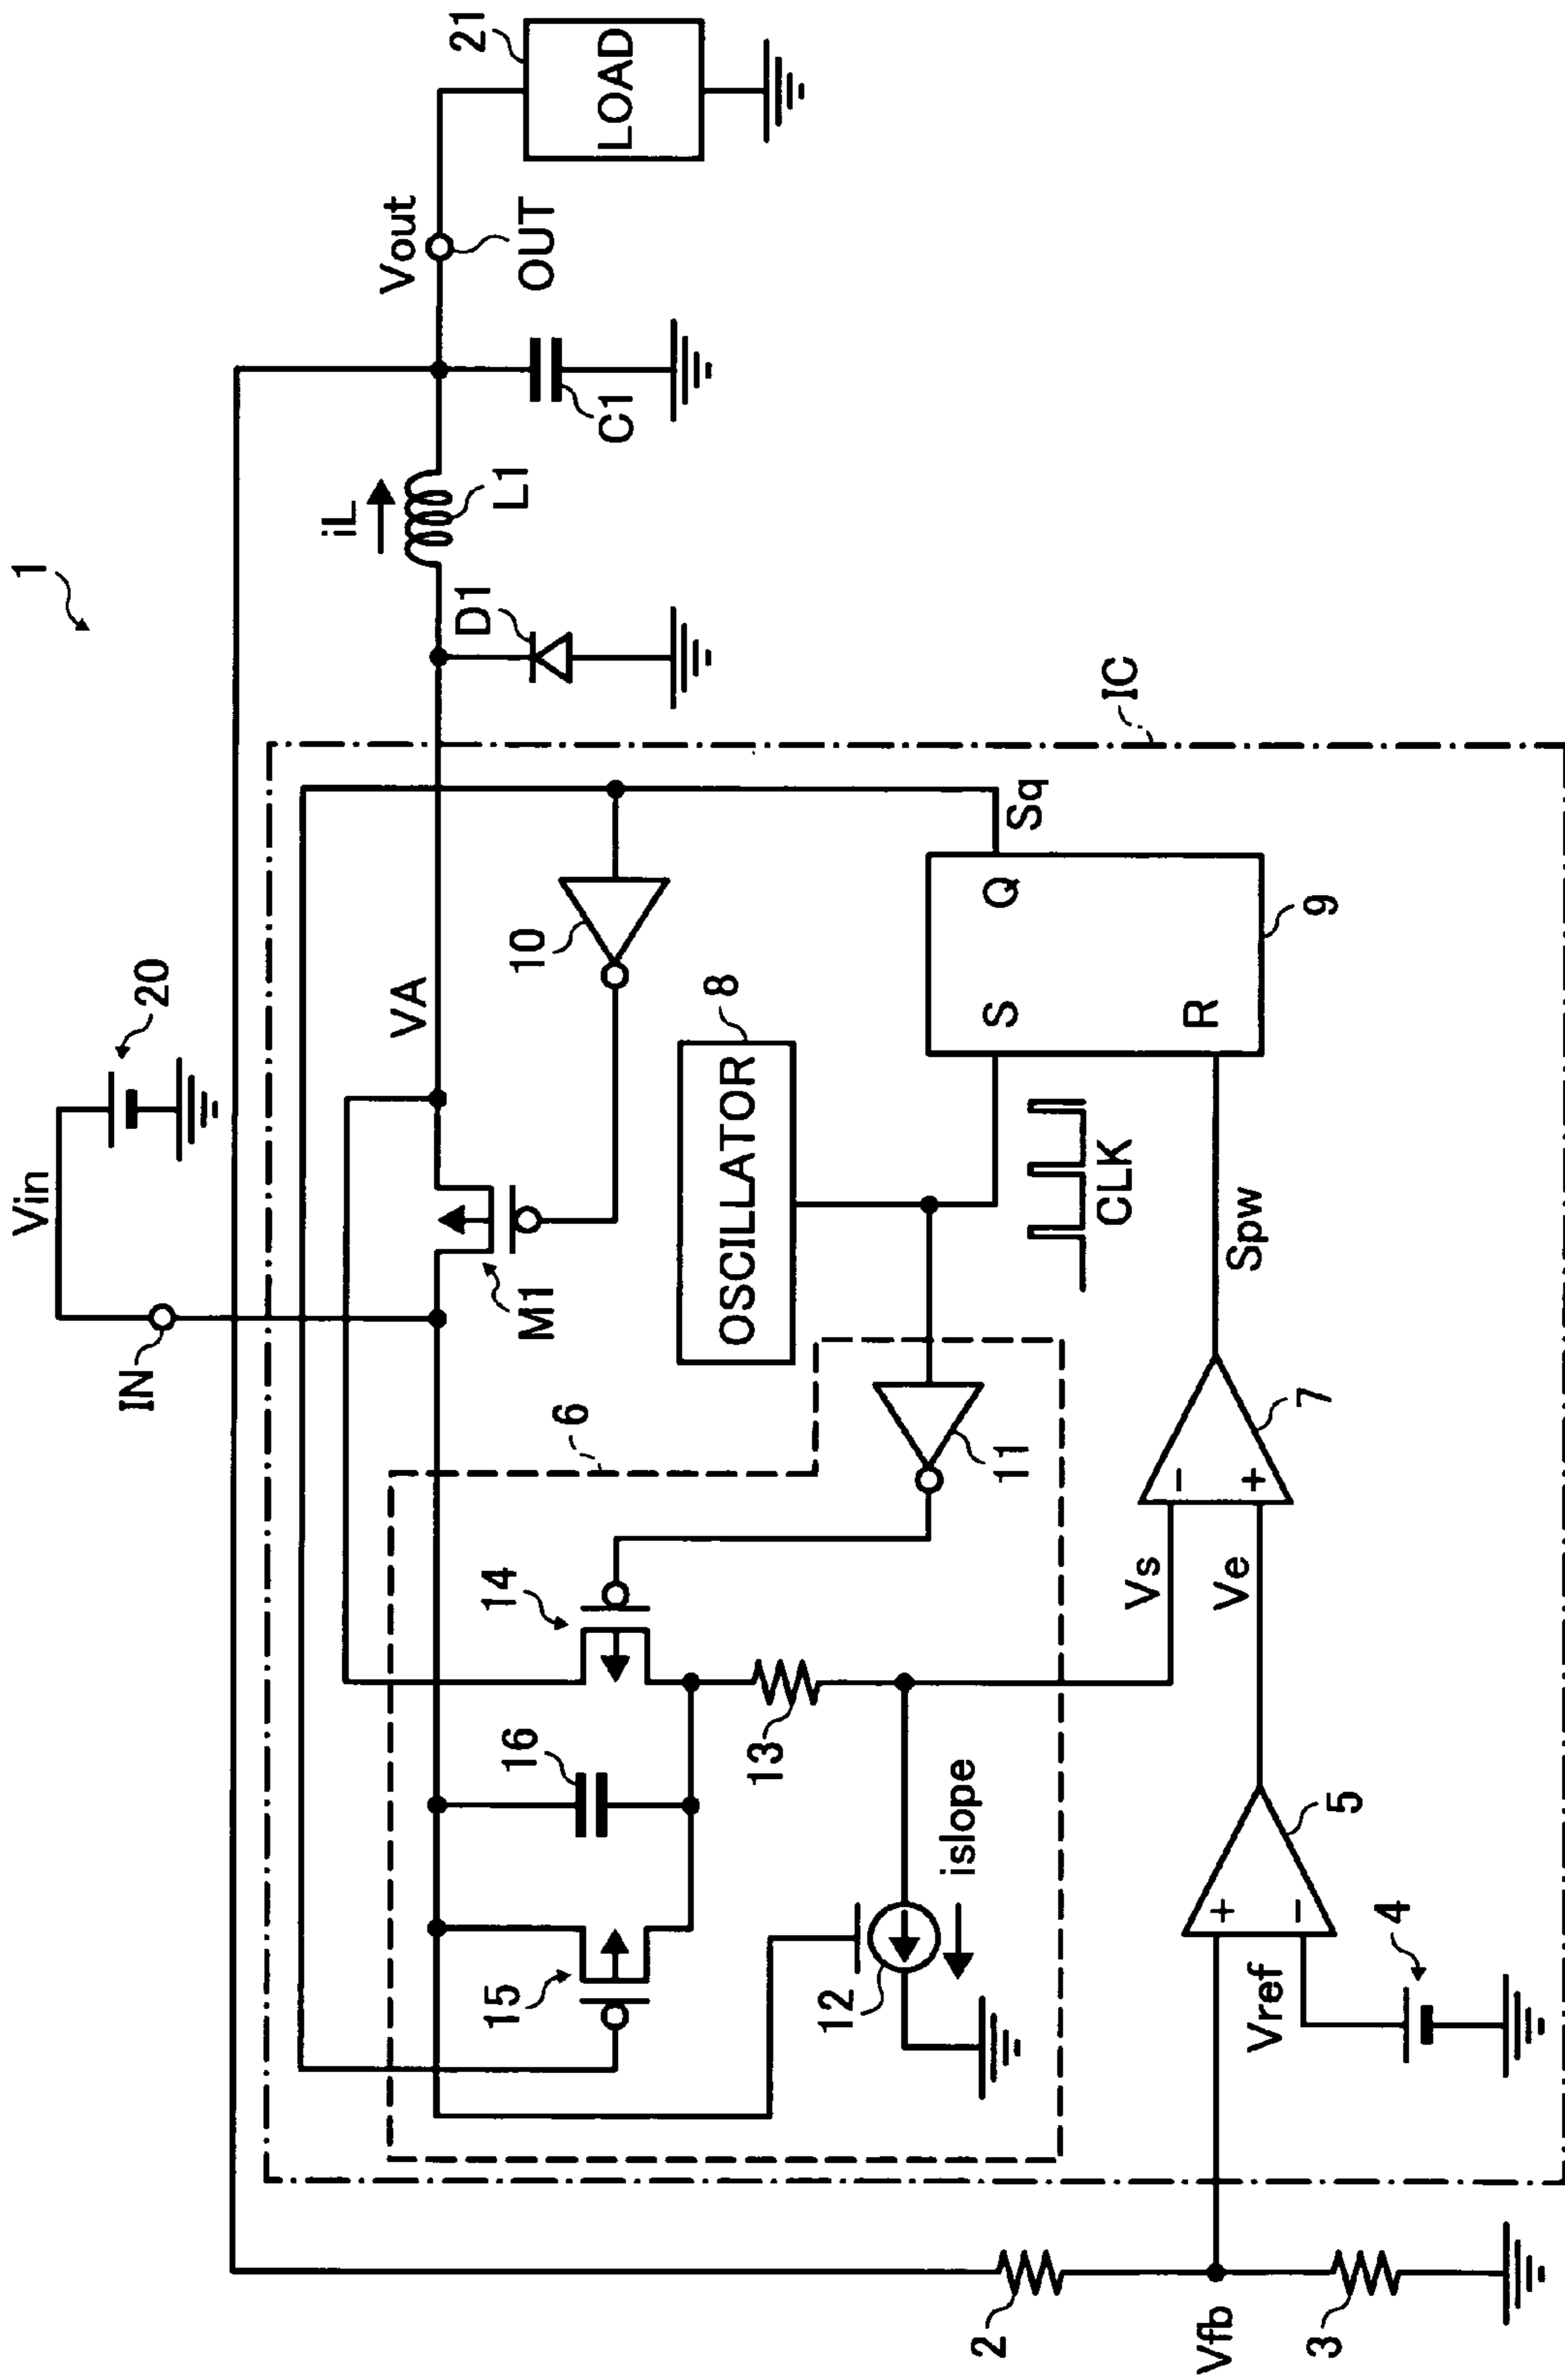 1
Vin
20
IN
VA
iL
L1
D1
C1
Vout
OUT
21
LOAD
M1
10
6
14
15
16
13
12
islope
11
OSCILLATOR
8
CLK
S
Q
R
9
Sq
IC
Vs
Ve
7
-
+
Spw
5
+
-
Vref
4
2
Vfb
3